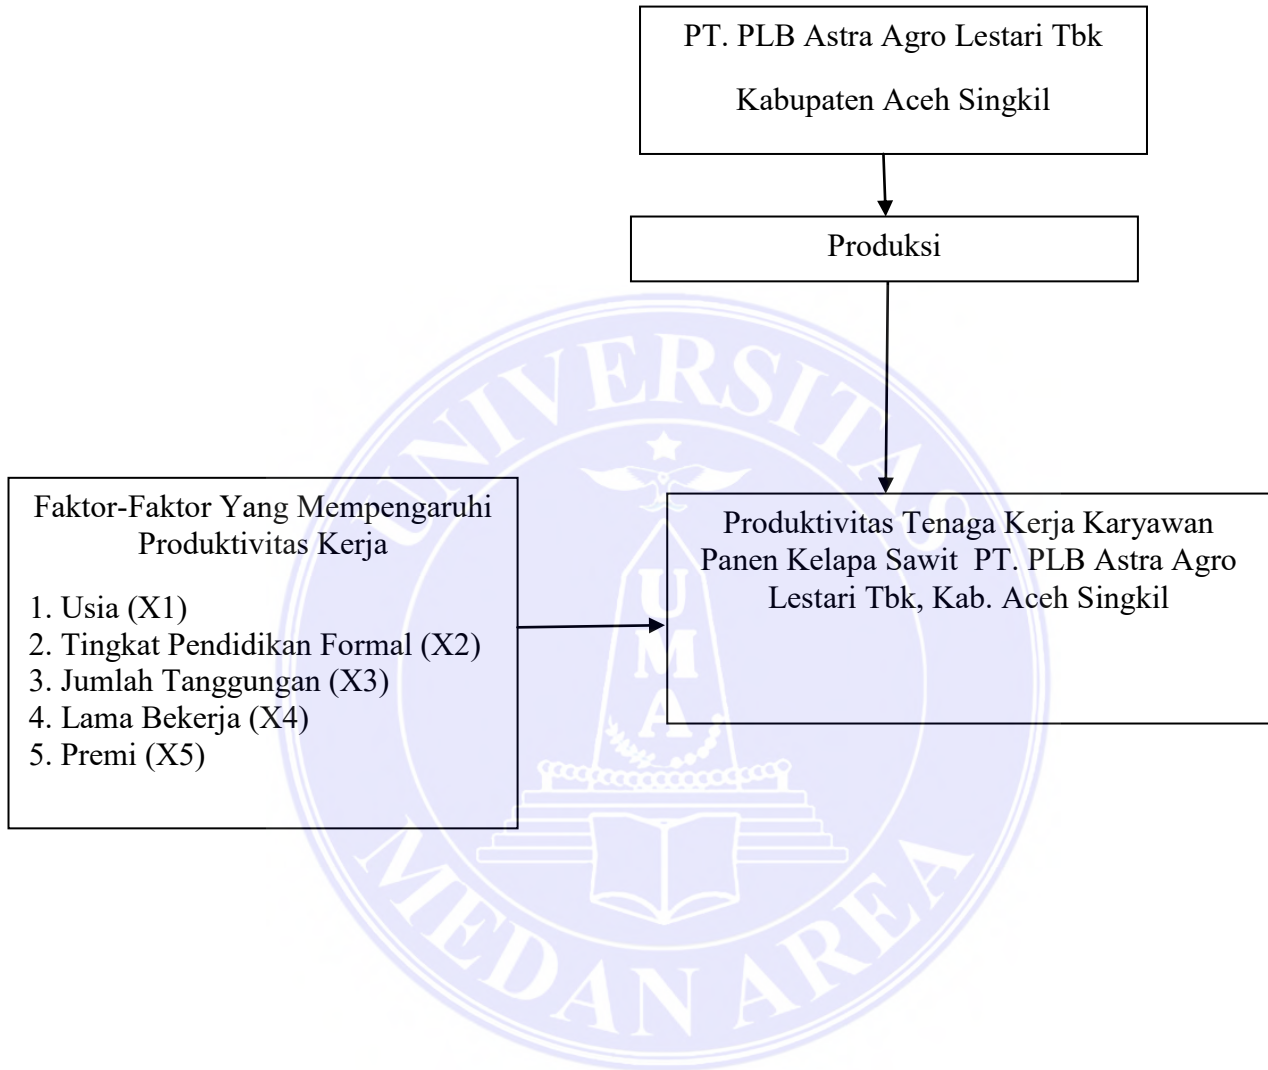 PT. PLB Astra Agro Lestari Tbk
Kabupaten Aceh Singkil
Produksi
Faktor-Faktor Yang Mempengaruhi
Produktivitas Kerja
1. Usia (X1)
2. Tingkat Pendidikan Formal (X2)
3. Jumlah Tanggungan (X3)
4. Lama Bekerja (X4)
5. Premi (X5)
Produktivitas Tenaga Kerja Karyawan
Panen Kelapa Sawit PT. PLB Astra Agro
Lestari Tbk, Kab. Aceh Singkil
UNIVERSITAS
UMA
MEDAN AREA